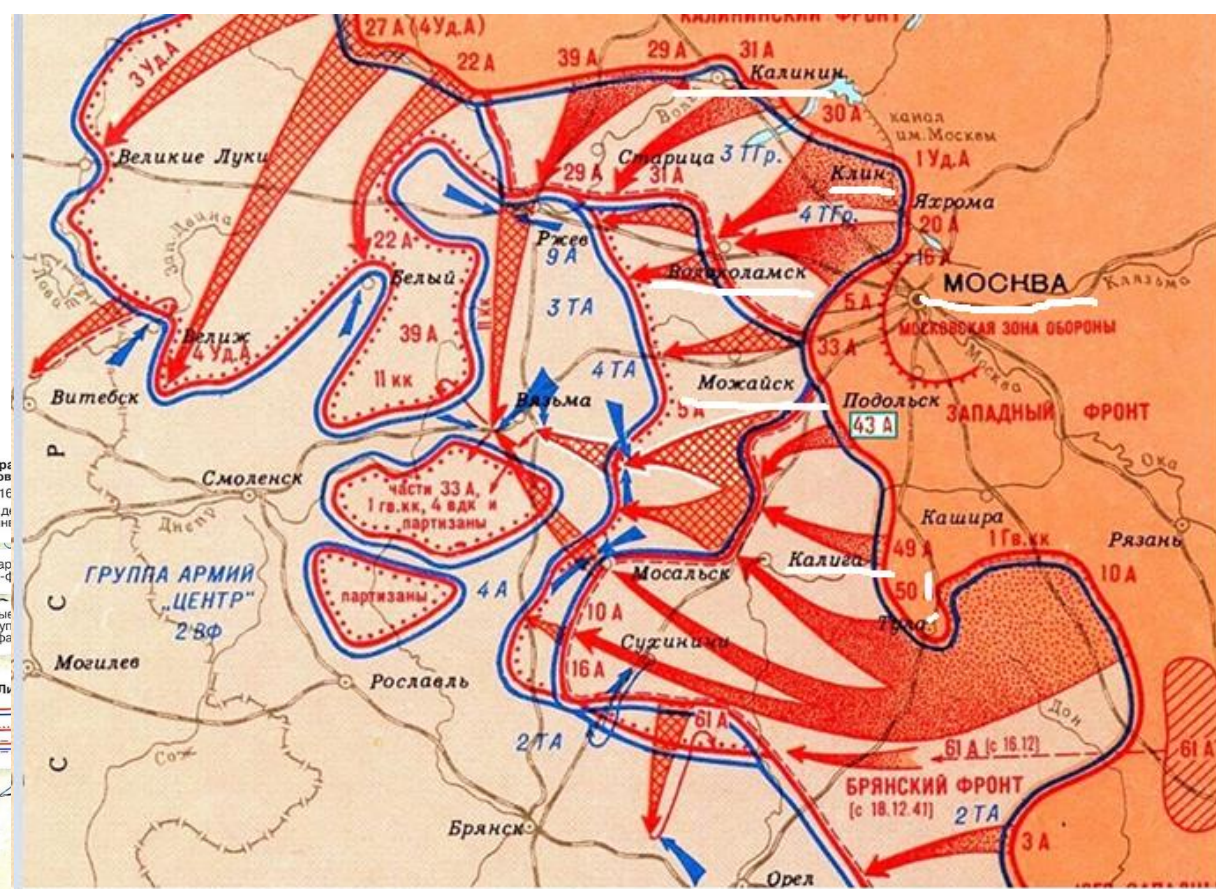 КАЛИНИНСКИЙ ФРОНТ
27 А (4 Уд.А)
3 Уд.А
22 А
39 А
29 А
31 А
Калинин
30 А
канал
им.Москвы
1 Уд.А
Великие Луки
Старица
3 ТГр.
29 А
31 А
Клин
Яхрома
4 ТГр.
20 А
16 А
Зап. Двина
22 А
Ржев
9 А
Волоколамск
МОСКВА
Клязьма
Белый
3 ТА
11 кк
5 А
МОСКОВСКАЯ ЗОНА ОБОРОНЫ
Москва
Велиж
4 Уд.А
39 А
33 А
11 кк
4 ТА
Можайск
Витебск
Вязьма
5 А
Подольск
ЗАПАДНЫЙ ФРОНТ
43 А
Р
Ока
Смоленск
части 33 А,
1 гв.кк, 4 вдк и
партизаны
Днепр
Кашира
1 Гв.кк
Рязань
49 А
Калуга
10 А
Мосальск
ГРУППА АРМИЙ
„ЦЕНТР“
2 ВФ
партизаны
4 А
50
С
10 А
Тула
Сухиничи
Могилев
16 А
Рославль
61 А
Дон
2 ТА
61 А (с 16.12)
61 А
Сож
С
БРЯНСКИЙ ФРОНТ
[с 18.12.41]
2 ТА
Брянск
3 А
Орел